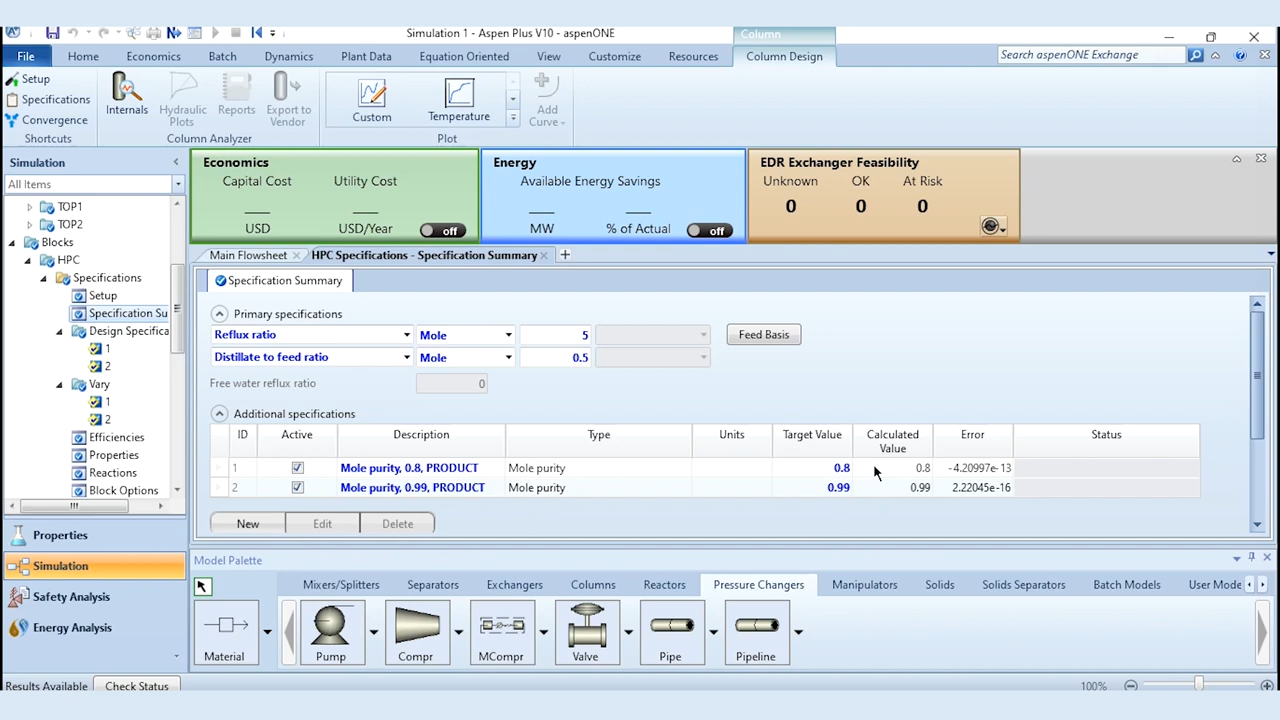 Simulation 1 - Aspen Plus V10 - aspenONE
Column
File
Home
Economics
Batch
Dynamics
Plant Data
Equation Oriented
View
Customize
Resources
Column Design
Search aspenONE Exchange
Setup
Specifications
Convergence
Shortcuts
Internals
Hydraulic
Plots
Reports
Export to
Vendor
Column Analyzer
Custom
Temperature
Add
Curve
Plot
Simulation
All Items
TOP1
TOP2
Blocks
HPC
Specifications
Setup
Specification Su
Design Specifica
1
2
Vary
1
2
Efficiencies
Properties
Reactions
Block Options
Properties
Simulation
Safety Analysis
Energy Analysis
Economics
Capital Cost Utility Cost
USD USD/Year
off
Energy
Available Energy Savings
MW % of Actual
off
EDR Exchanger Feasibility
Unknown OK At Risk
0 0 0
Main Flowsheet
HPC Specifications - Specification Summary
Specification Summary
Primary specifications
Reflux ratio Mole 5
Feed Basis
Distillate to feed ratio Mole 0.5
Free water reflux ratio 0
Additional specifications
ID Active Description Type Units Target Value Calculated Value Error Status
1 Mole purity, 0.8, PRODUCT Mole purity 0.8 0.8 -4.20997e-13
2 Mole purity, 0.99, PRODUCT Mole purity 0.99 0.99 2.22045e-16
New Edit Delete
Model Palette
Mixers/Splitters Separators Exchangers Columns Reactors Pressure Changers Manipulators Solids Solids Separators Batch Models User Mode
Material
Pump
Compr
MCompr
Valve
Pipe
Pipeline
Results Available
Check Status
100%